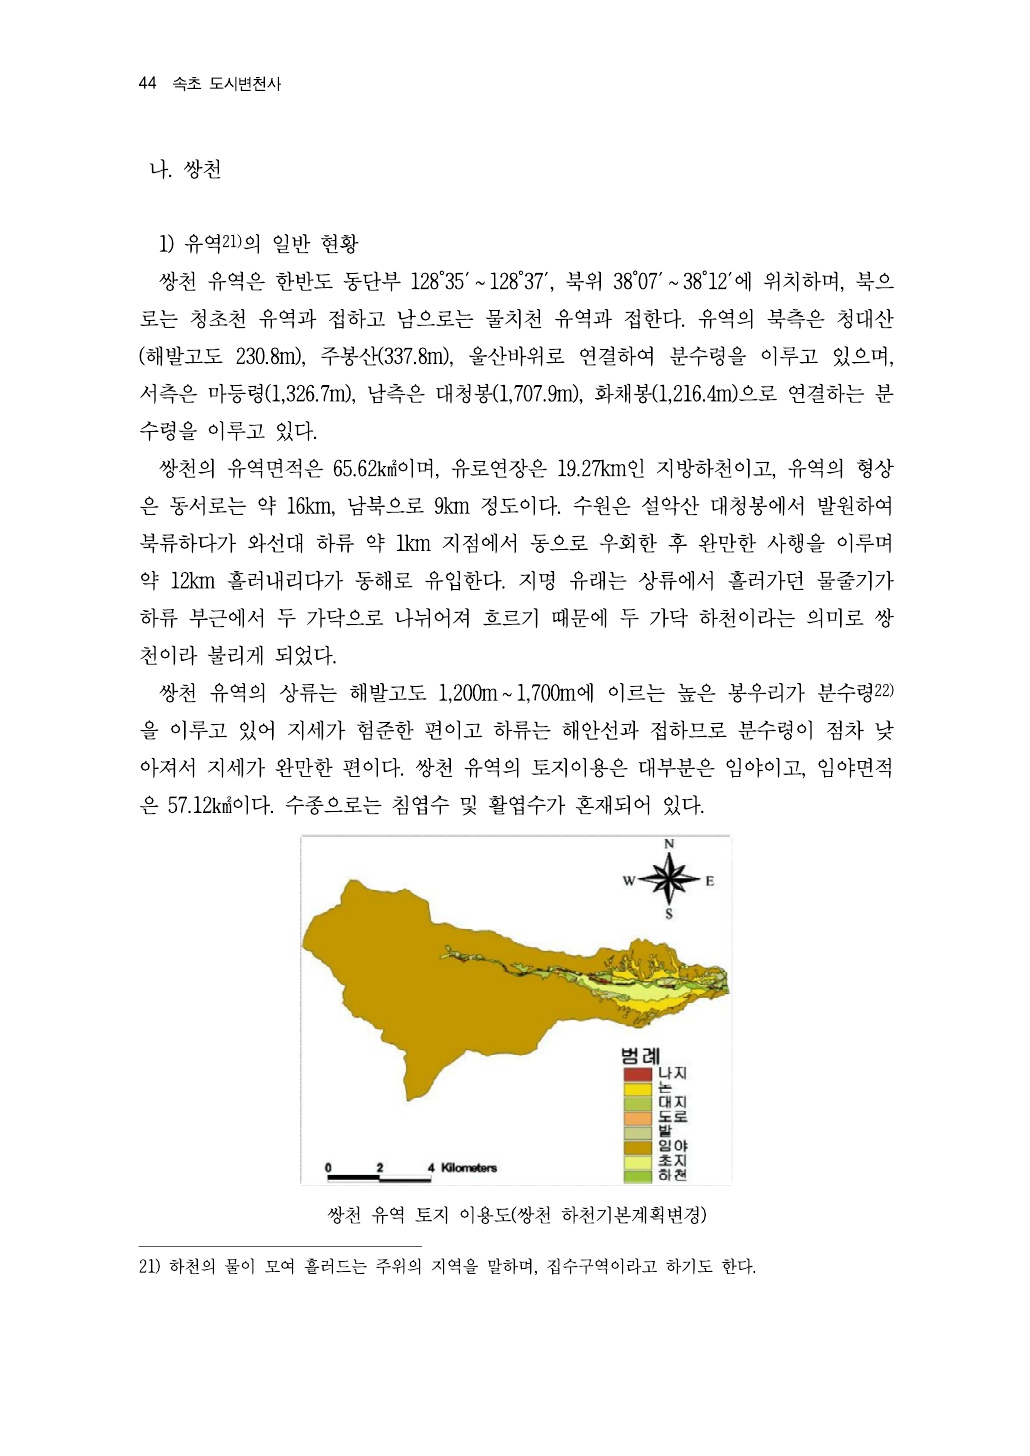 44 속초 도시변천사
나. 쌍천
1) 유역21)의 일반 현황
쌍천 유역은 한반도 동단부 128°35′~128°37′, 북위 38°07′~38°12′에 위치하며, 북으
로는 청초천 유역과 접하고 남으로는 물치천 유역과 접한다. 유역의 북측은 청대산
(해발고도 230.8m), 주봉산(337.8m), 울산바위로 연결하여 분수령을 이루고 있으며,
서측은 마등령(1,326.7m), 남측은 대청봉(1,707.9m), 화채봉(1,216.4m)으로 연결하는 분
수령을 이루고 있다.
쌍천의 유역면적은 65.62㎢이며, 유로연장은 19.27km인 지방하천이고, 유역의 형상
은 동서로는 약 16km, 남북으로 9km 정도이다. 수원은 설악산 대청봉에서 발원하여
북류하다가 와선대 하류 약 1km 지점에서 동으로 우회한 후 완만한 사행을 이루며
약 12km 흘러내리다가 동해로 유입한다. 지명 유래는 상류에서 흘러가던 물줄기가
하류 부근에서 두 가닥으로 나뉘어져 흐르기 때문에 두 가닥 하천이라는 의미로 쌍
천이라 불리게 되었다.
쌍천 유역의 상류는 해발고도 1,200m~1,700m에 이르는 높은 봉우리가 분수령22)
을 이루고 있어 지세가 험준한 편이고 하류는 해안선과 접하므로 분수령이 점차 낮
아져서 지세가 완만한 편이다. 쌍천 유역의 토지이용은 대부분은 임야이고, 임야면적
은 57.12㎢이다. 수종으로는 침엽수 및 활엽수가 혼재되어 있다.
N
W E
S
범례
나지
논
대지
도로
발
임야
초지
하천
0 2 4 Kilometers
쌍천 유역 토지 이용도(쌍천 하천기본계획변경)
21) 하천의 물이 모여 흘러드는 주위의 지역을 말하며, 집수구역이라고 하기도 한다.